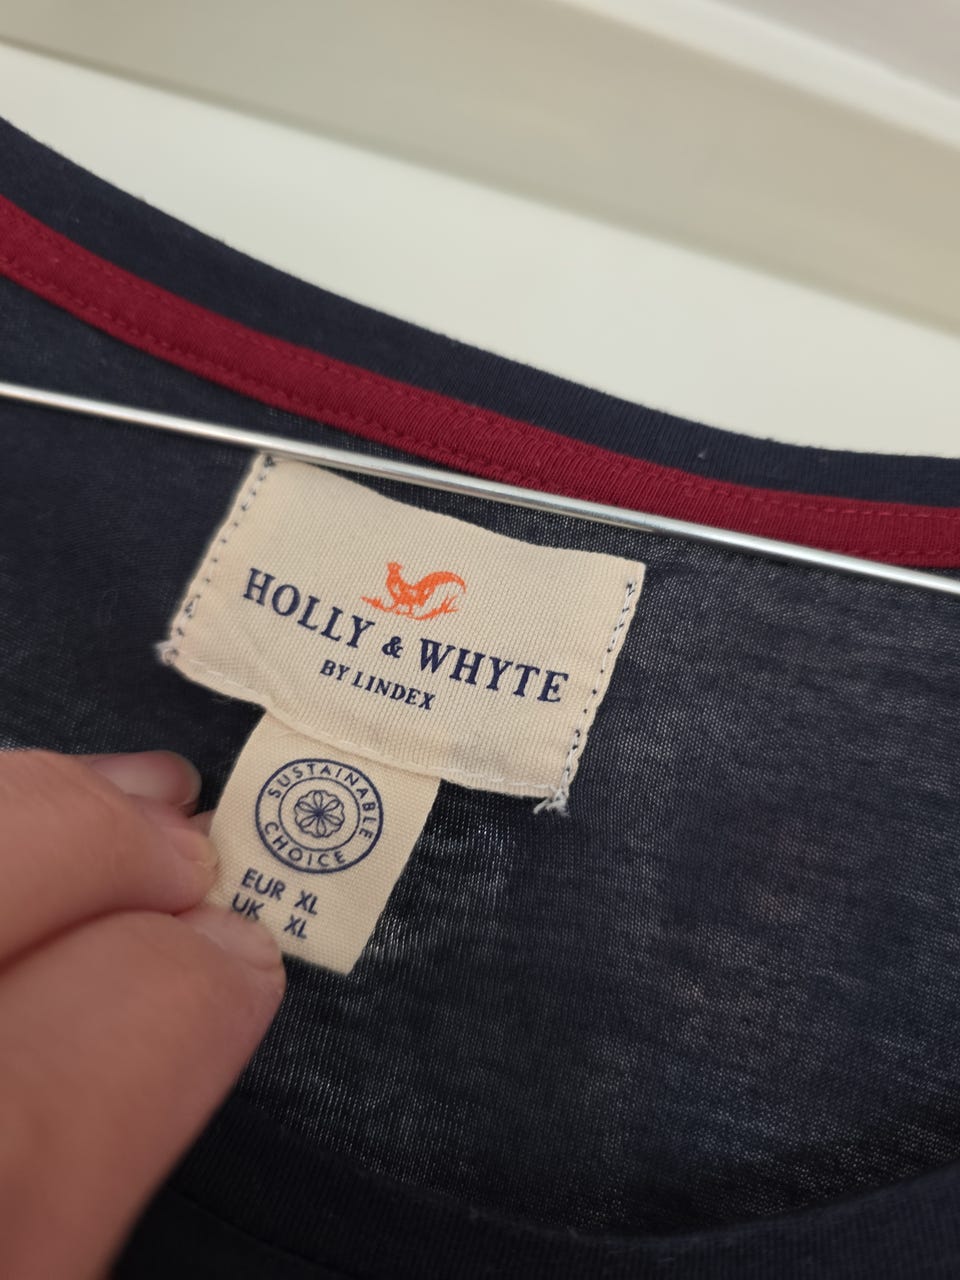 HOLLY & WHYTE
BY LINDEX
SUSTAINABLE
CHOICE
EUR XL
UK XL